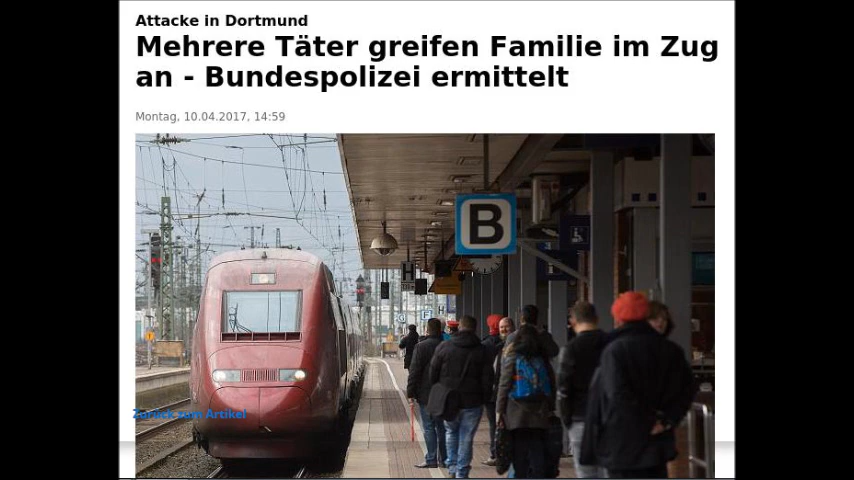 Attacke in Dortmund
Mehrere Täter greifen Familie im Zug
an - Bundespolizei ermittelt
Montag, 10.04.2017, 14:59
B
H
F
Zurück zum Artikel